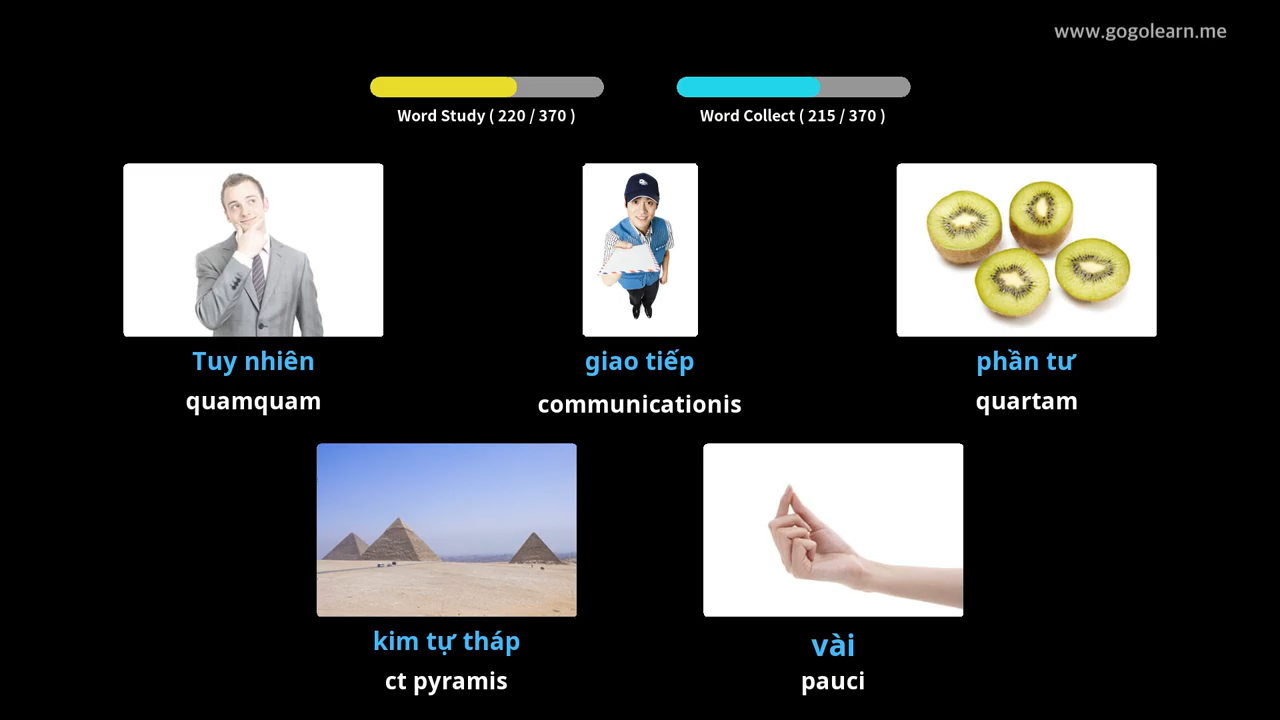 www.gogolearn.me
Word Study ( 220 / 370 )
Word Collect ( 215 / 370 )
Tuy nhiên
quamquam
giao tiếp
communicationis
phần tư
quartam
kim tự tháp
ct pyramis
vài
pauci